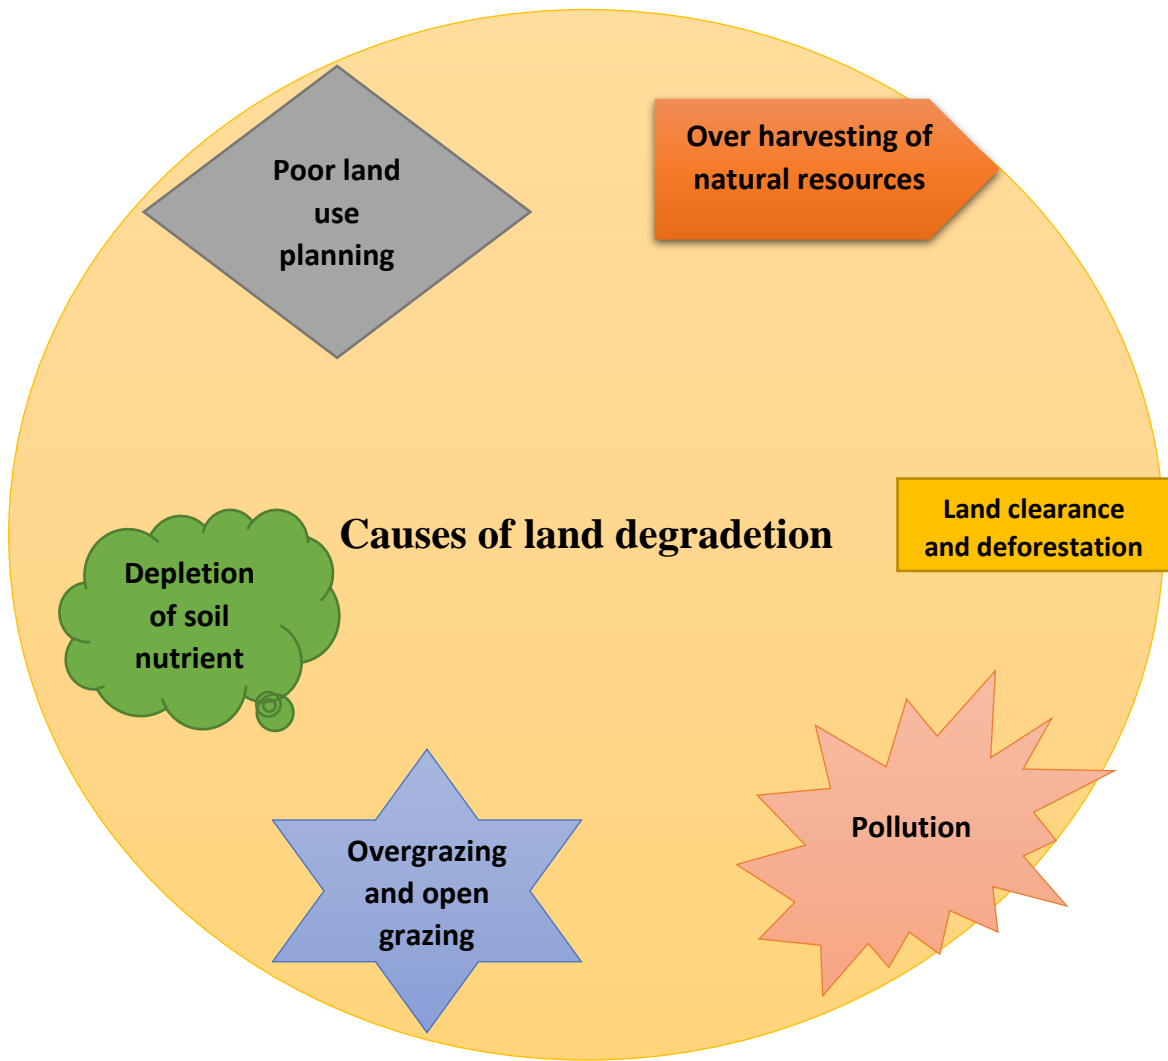 Poor land
use
planning
Over harvesting of
natural resources
Causes of land degradetion
Land clearance
and deforestation
Depletion
of soil
nutrient
Pollution
Overgrazing
and open
grazing